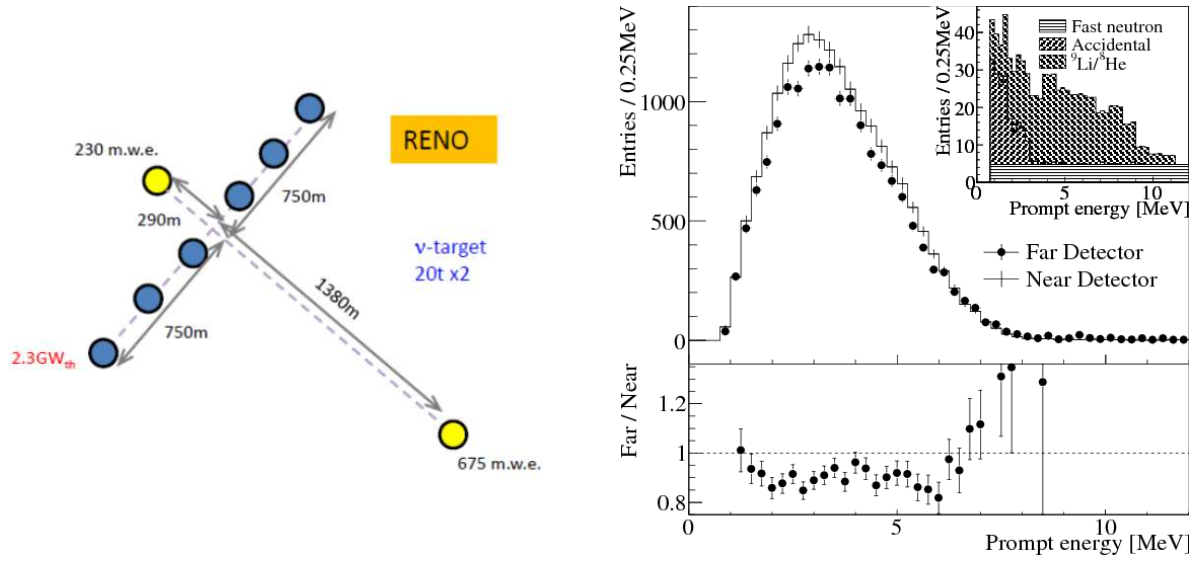 RENO
230 m.w.e.
750m
290m
ν-target
20t x2
1380m
750m
2.3GWth
675 m.w.e.
Entries / 0.25MeV
1000
500
0
Entries / 0.25MeV
40
30
20
10
0
Fast neutron
Accidental
9Li/8He
0 5 10
Prompt energy [MeV]
Far Detector
Near Detector
Far / Near
1.2
1
0.8
0 5 10
Prompt energy [MeV]